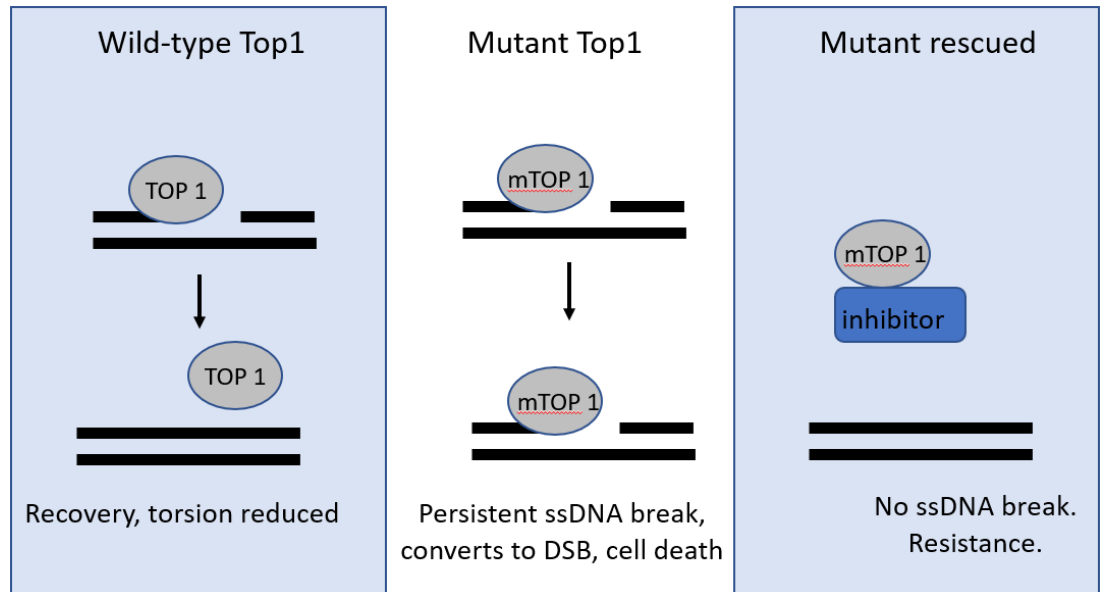 Wild-type Top1
TOP 1
TOP 1
Recovery, torsion reduced
Mutant Top1
mTOP 1
mTOP 1
Persistent ssDNA break,
converts to DSB, cell death
Mutant rescued
mTOP 1
inhibitor
No ssDNA break.
Resistance.